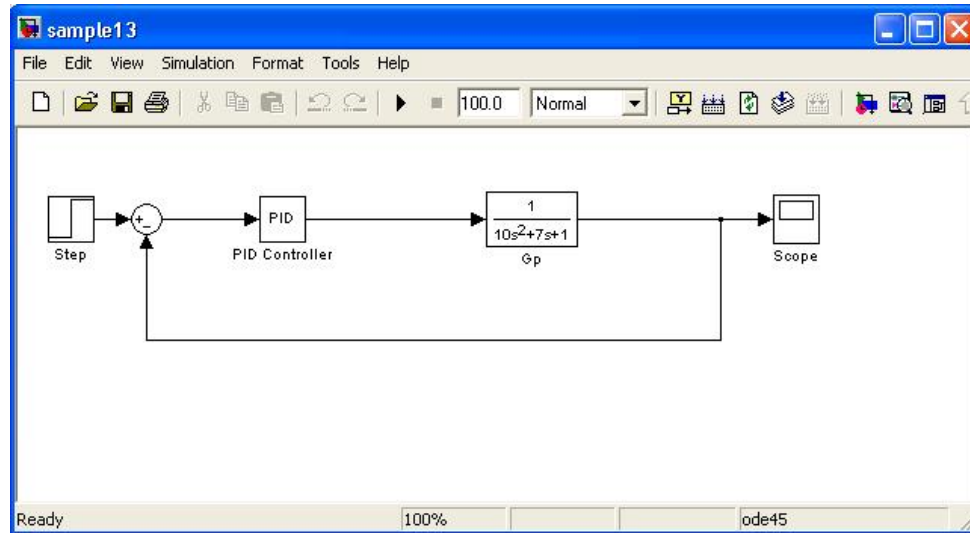 sample13
File Edit View Simulation Format Tools Help
100.0 Normal
+
−
PID
1
10s²+7s+1
Step
PID Controller
Gp
Scope
Ready 100% ode45